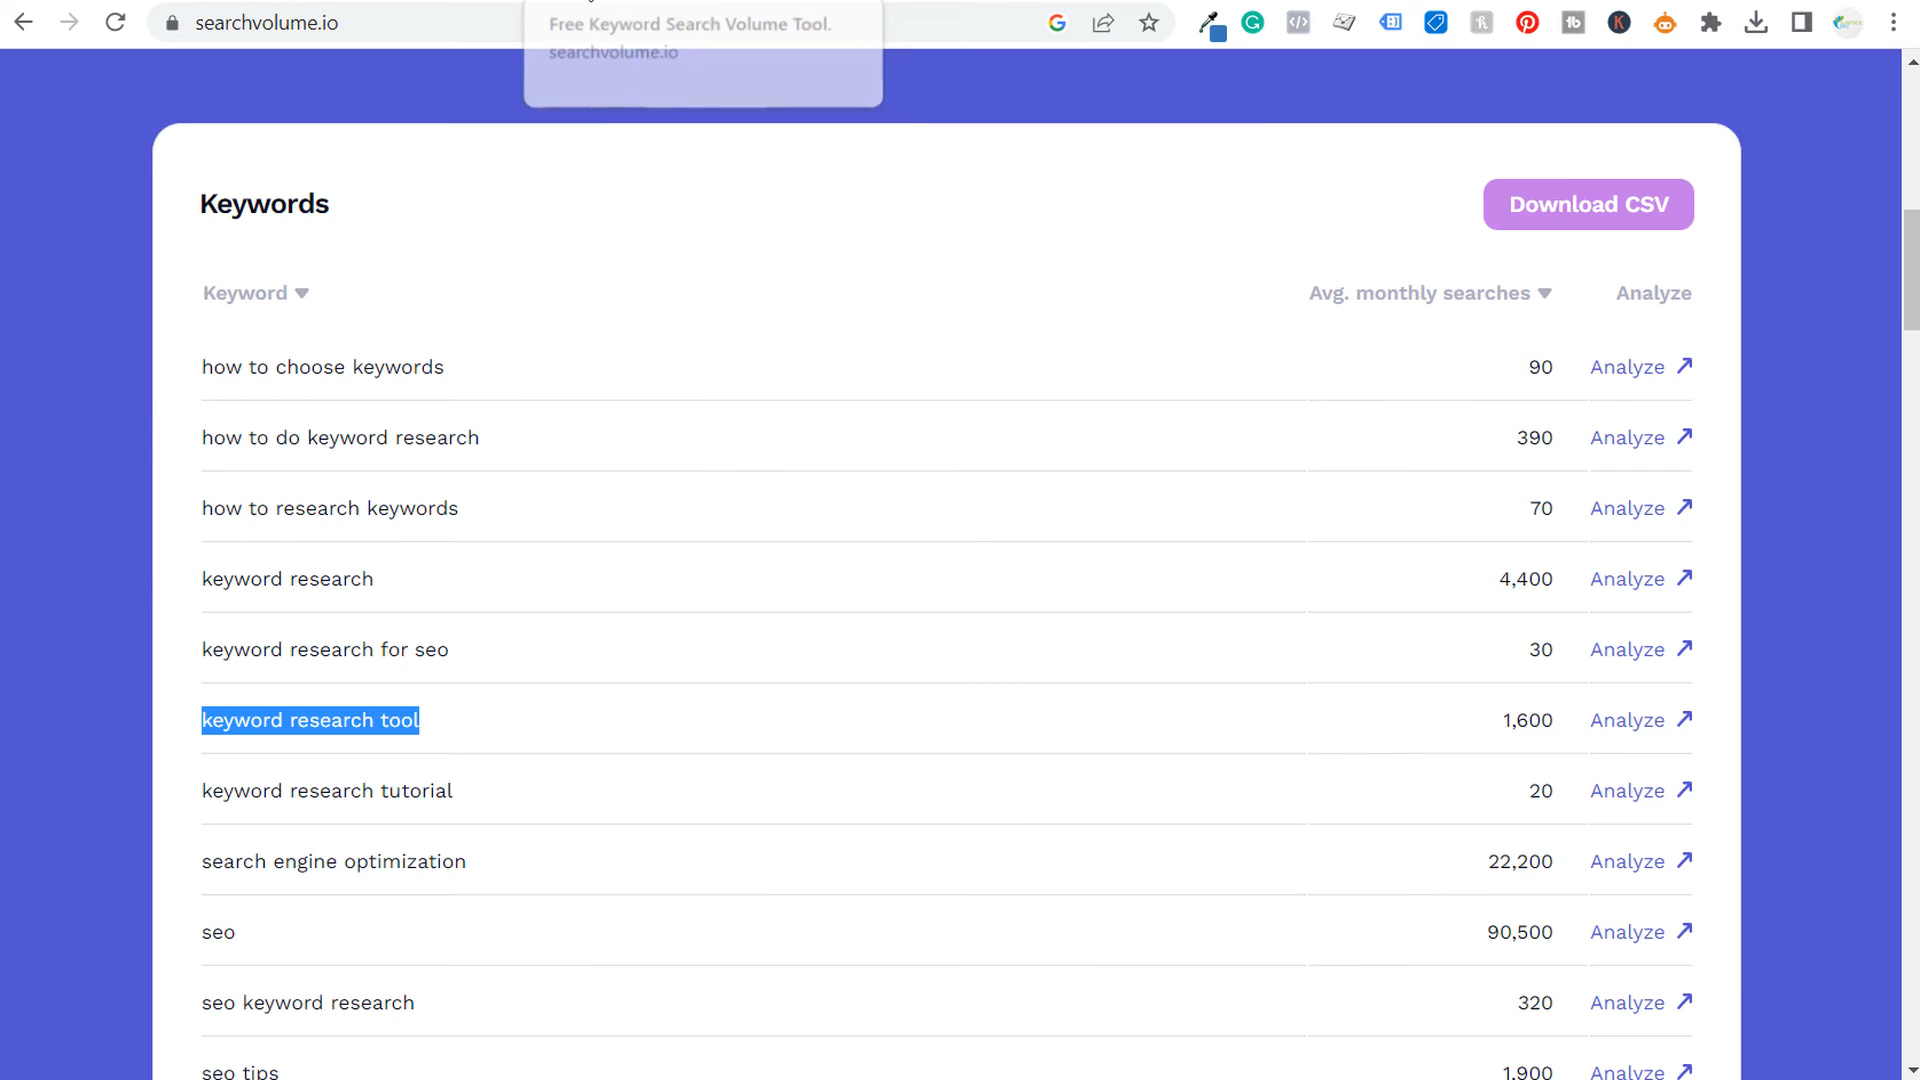 searchvolume.io
Free Keyword Search Volume Tool.
searchvolume.io
Keywords
Download CSV
Keyword Avg. monthly searches Analyze
how to choose keywords 90 Analyze
how to do keyword research 390 Analyze
how to research keywords 70 Analyze
keyword research 4,400 Analyze
keyword research for seo 30 Analyze
keyword research tool 1,600 Analyze
keyword research tutorial 20 Analyze
search engine optimization 22,200 Analyze
seo 90,500 Analyze
seo keyword research 320 Analyze
seo tips 1,900 Analyze